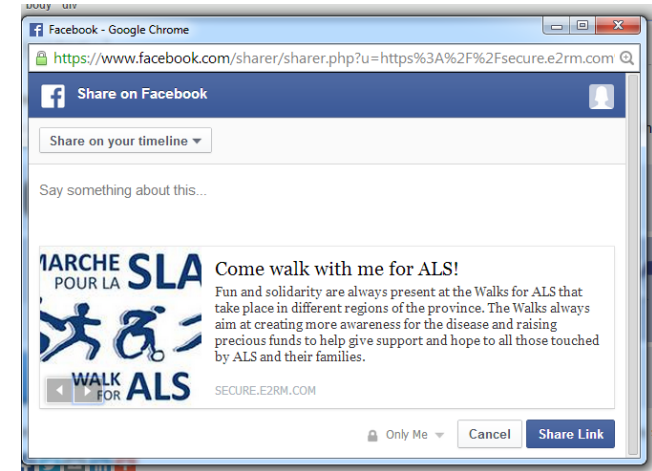 body div
Facebook - Google Chrome
https://www.facebook.com/sharer/sharer.php?u=https%3A%2F%2Fsecure.e2rm.com
f Share on Facebook
Share on your timeline
Say something about this...
MARCHE
POUR LA SLA
WALK
FOR ALS
Come walk with me for ALS!
Fun and solidarity are always present at the Walks for ALS that
take place in different regions of the province. The Walks always
aim at creating more awareness for the disease and raising
precious funds to help give support and hope to all those touched
by ALS and their families.
SECURE.E2RM.COM
Only Me Cancel Share Link